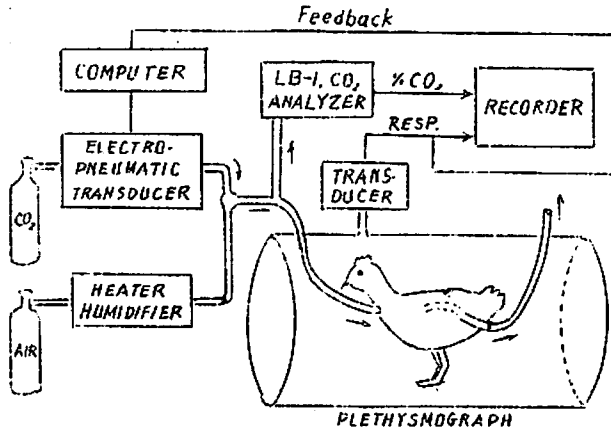 Feedback
COMPUTER
LB-1, CO₂
ANALYZER
% CO₂
RECORDER
RESP.
ELECTRO-
PNEUMATIC
TRANSDUCER
TRANS-
DUCER
CO₂
HEATER
HUMIDIFIER
AIR
PLETHYSMOGRAPH